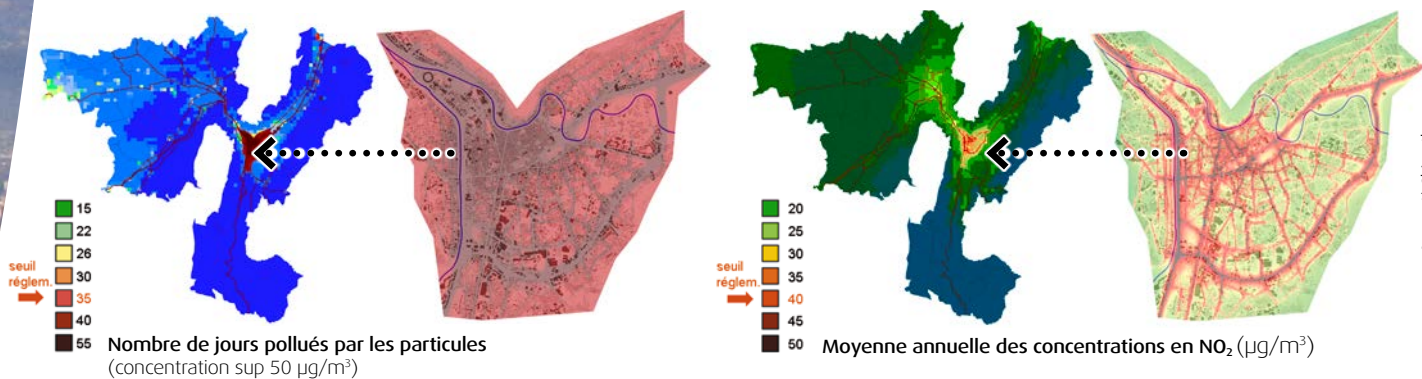 15
22
26
30
seuil
réglem.
35
40
55
Nombre de jours pollués par les particules
(concentration sup 50 µg/m³)
20
25
30
35
seuil
réglem.
40
45
50
Moyenne annuelle des concentrations en NO₂ (µg/m³)